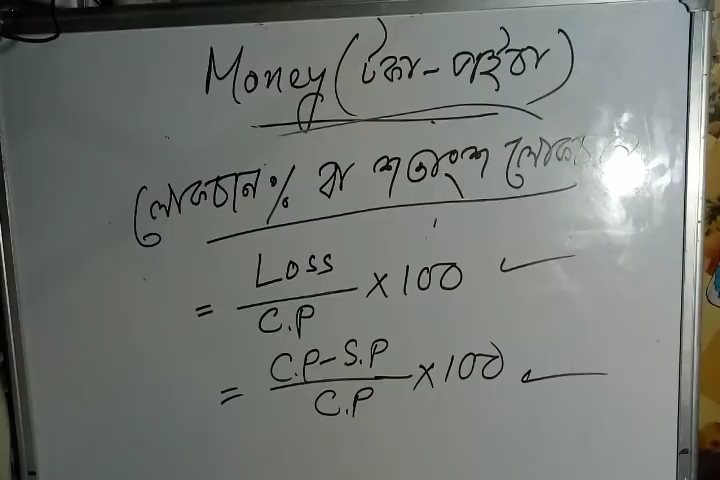 Money (টকা-পইচা)
লোকচান % বা শতাংশ লোকচান
= Loss/C.P × 100
= C.P-S.P/C.P × 100